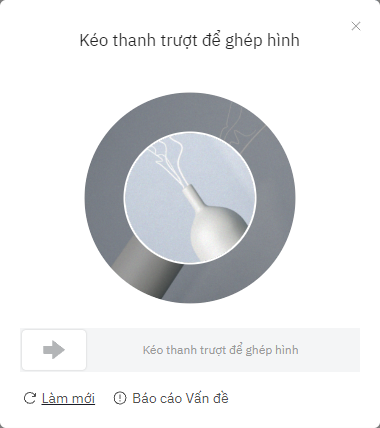 Kéo thanh trượt để ghép hình
Kéo thanh trượt để ghép hình
Làm mới
Báo cáo Vấn đề